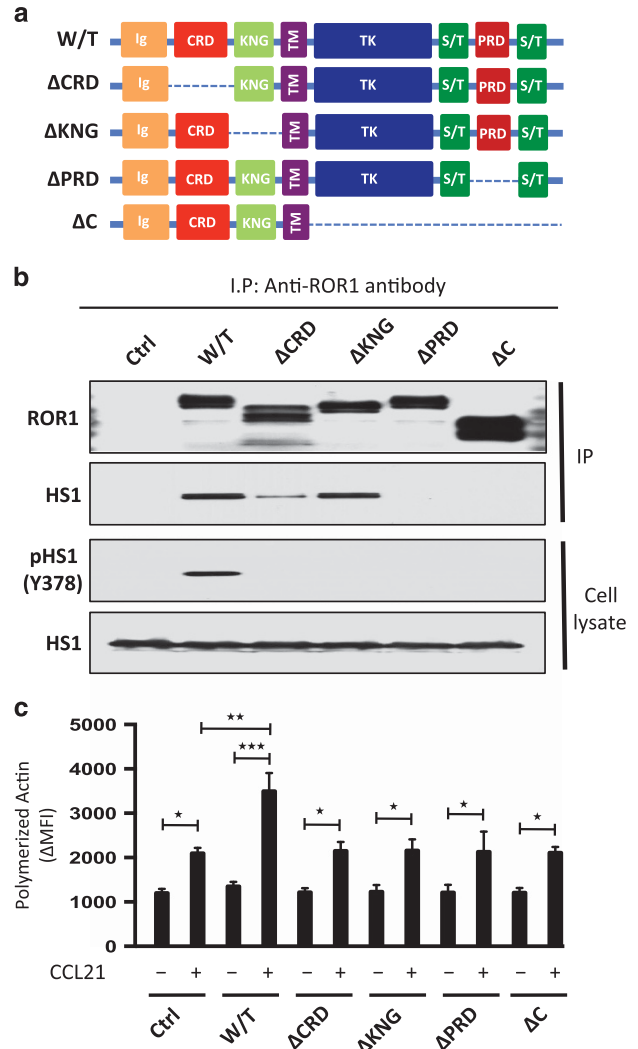 a
W/T Ig CRD KNG TM TK S/T PRD S/T
ΔCRD Ig KNG TM TK S/T PRD S/T
ΔKNG Ig CRD TM TK S/T PRD S/T
ΔPRD Ig CRD KNG TM TK S/T S/T
ΔC Ig CRD KNG TM
b
I.P: Anti-ROR1 antibody
Ctrl W/T ΔCRD ΔKNG ΔPRD ΔC
ROR1
HS1
IP
pHS1
(Y378)
HS1
Cell
lysate
c
Polymerized Actin
(ΔMFI)
5000
4000
3000
2000
1000
0
★★
★★★
★ ★ ★ ★ ★
CCL21 − + − + − + − + − + − +
Ctrl W/T ΔCRD ΔKNG ΔPRD ΔC